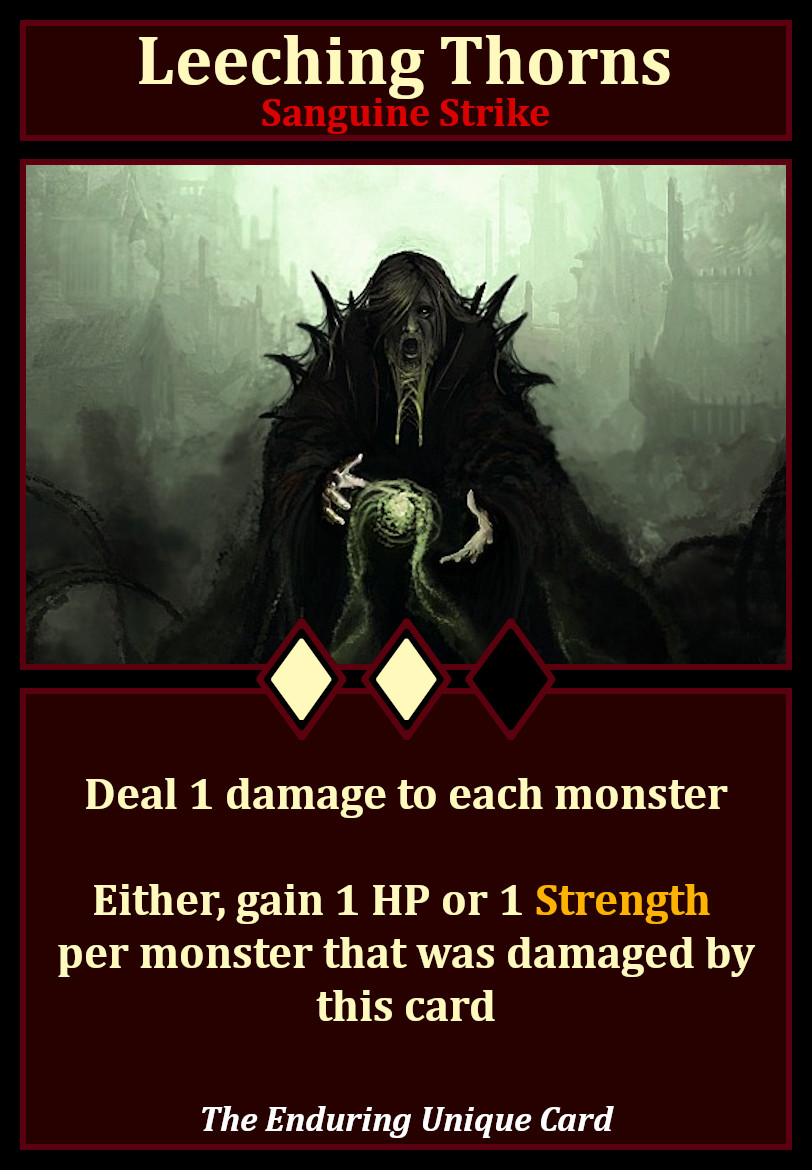 Leeching Thorns
Sanguine Strike
Deal 1 damage to each monster
Either, gain 1 HP or 1 Strength
per monster that was damaged by
this card
The Enduring Unique Card